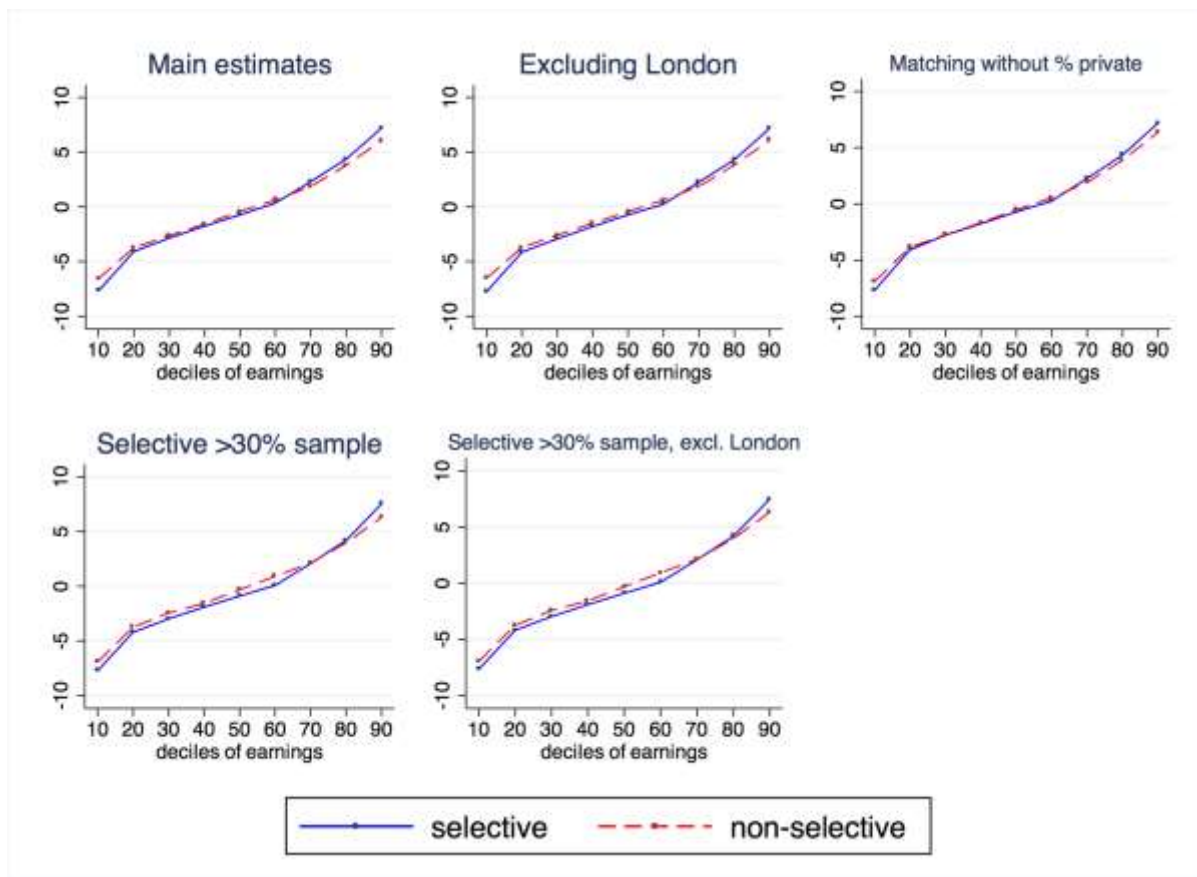 Main estimates
10
5
0
-5
-10
10 20 30 40 50 60 70 80 90
deciles of earnings
Excluding London
10
5
0
-5
-10
10 20 30 40 50 60 70 80 90
deciles of earnings
Matching without % private
10
5
0
-5
-10
10 20 30 40 50 60 70 80 90
deciles of earnings
Selective >30% sample
10
5
0
-5
-10
10 20 30 40 50 60 70 80 90
deciles of earnings
Selective >30% sample, excl. London
10
5
0
-5
-10
10 20 30 40 50 60 70 80 90
deciles of earnings
selective non-selective